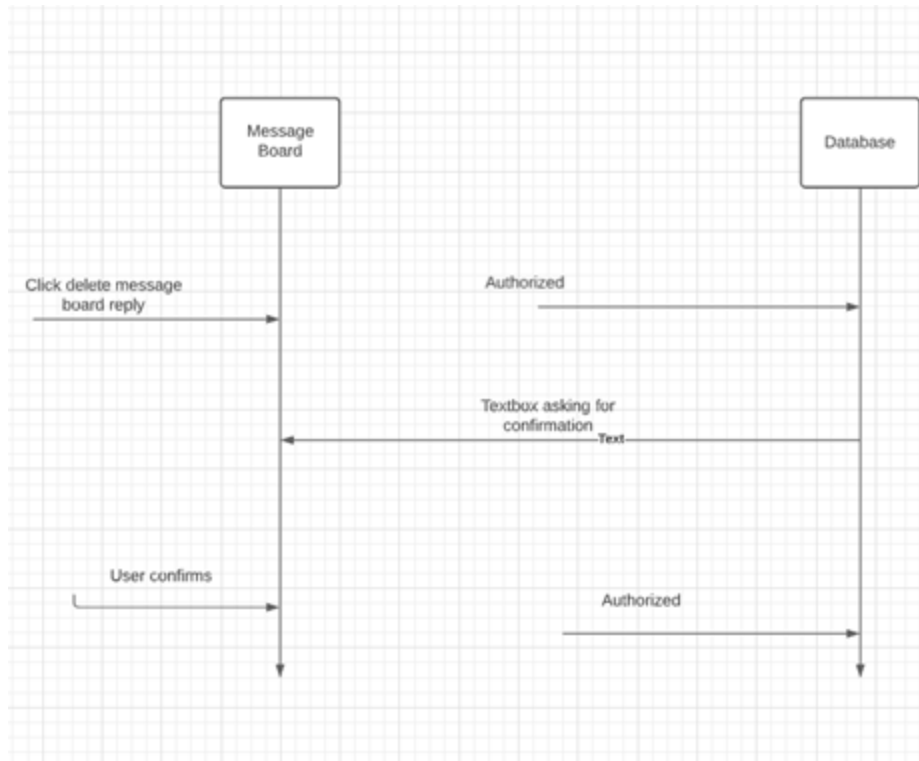 Message
Board
Database
Click delete message
board reply
Authorized
Textbox asking for
confirmation
Text
User confirms
Authorized